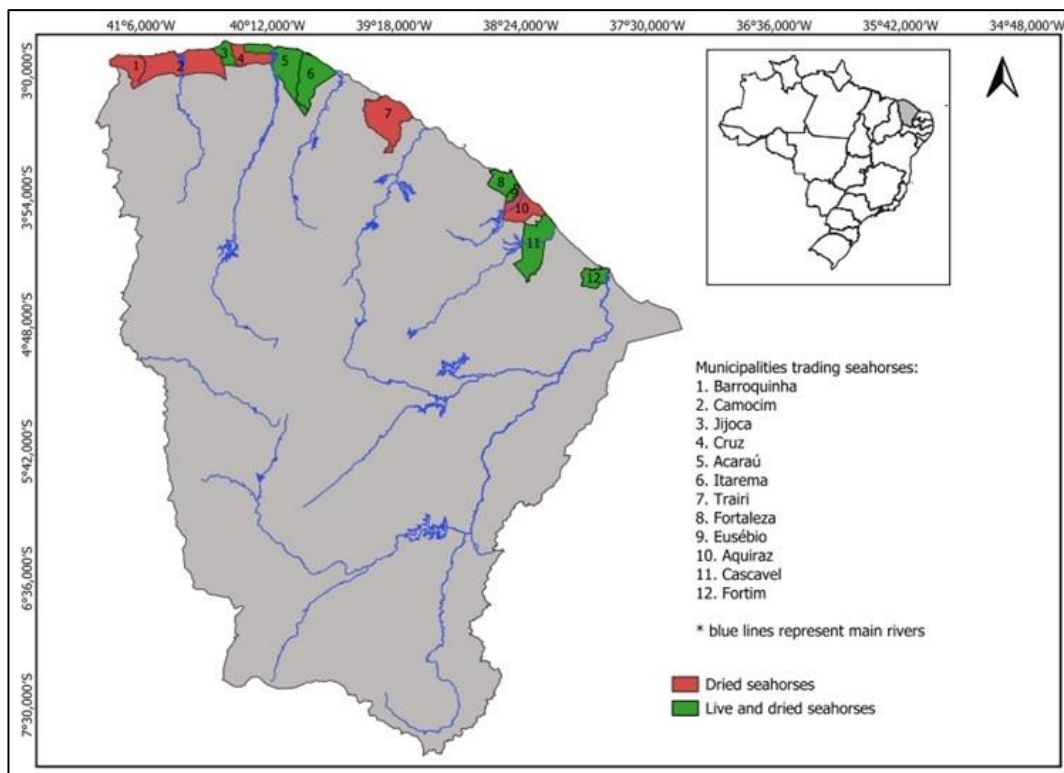 41°6,000'W 40°12,000'W 39°18,000'W 38°24,000'W 37°30,000'W 36°36,000'W 35°42,000'W 34°48,000'W
3°0,000'S
3°54,000'S
4°48,000'S
5°42,000'S
6°36,000'S
7°30,000'S
1
2
3
4
5
6
7
8
9
10
11
12
Municipalities trading seahorses:
1. Barroquinha
2. Camocim
3. Jijoca
4. Cruz
5. Acaraú
6. Itarema
7. Trairi
8. Fortaleza
9. Eusébio
10. Aquiraz
11. Cascavel
12. Fortim
* blue lines represent main rivers
Dried seahorses
Live and dried seahorses